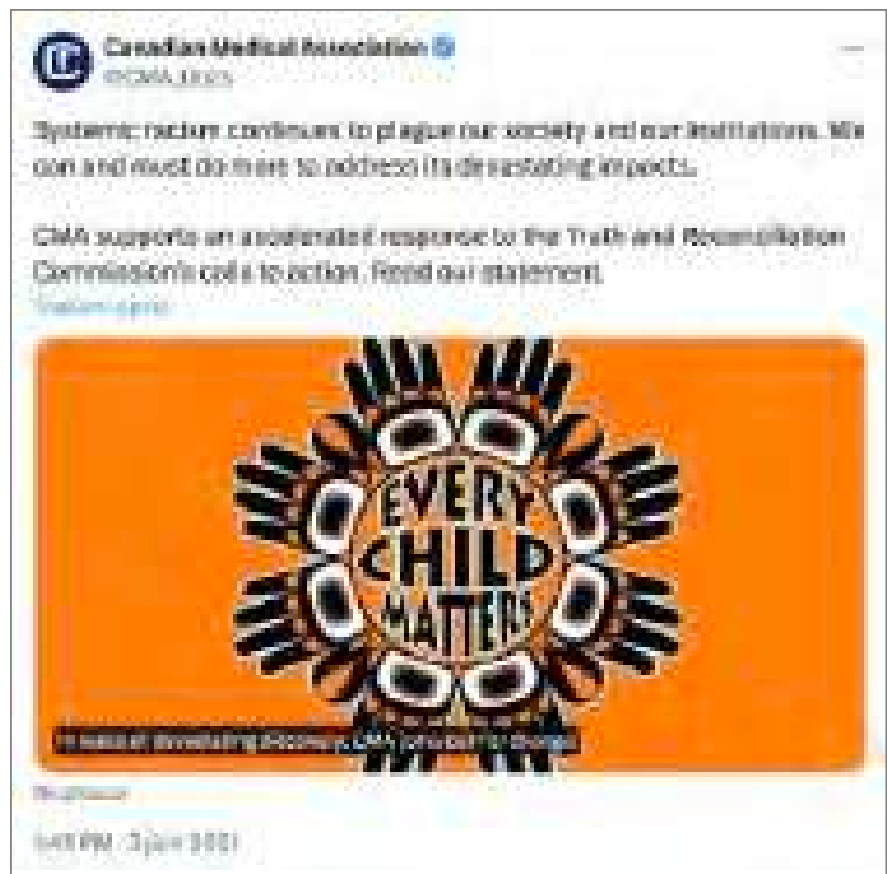 Canadian Medical Association
Systemic racism continues to plague our society and our institutions. We
can and must do more to address its devastating impacts.
CMA supports an accelerated response to the Truth and Reconciliation
Commission's calls to action. Read our statement.
EVERY
CHILD
MATTERS